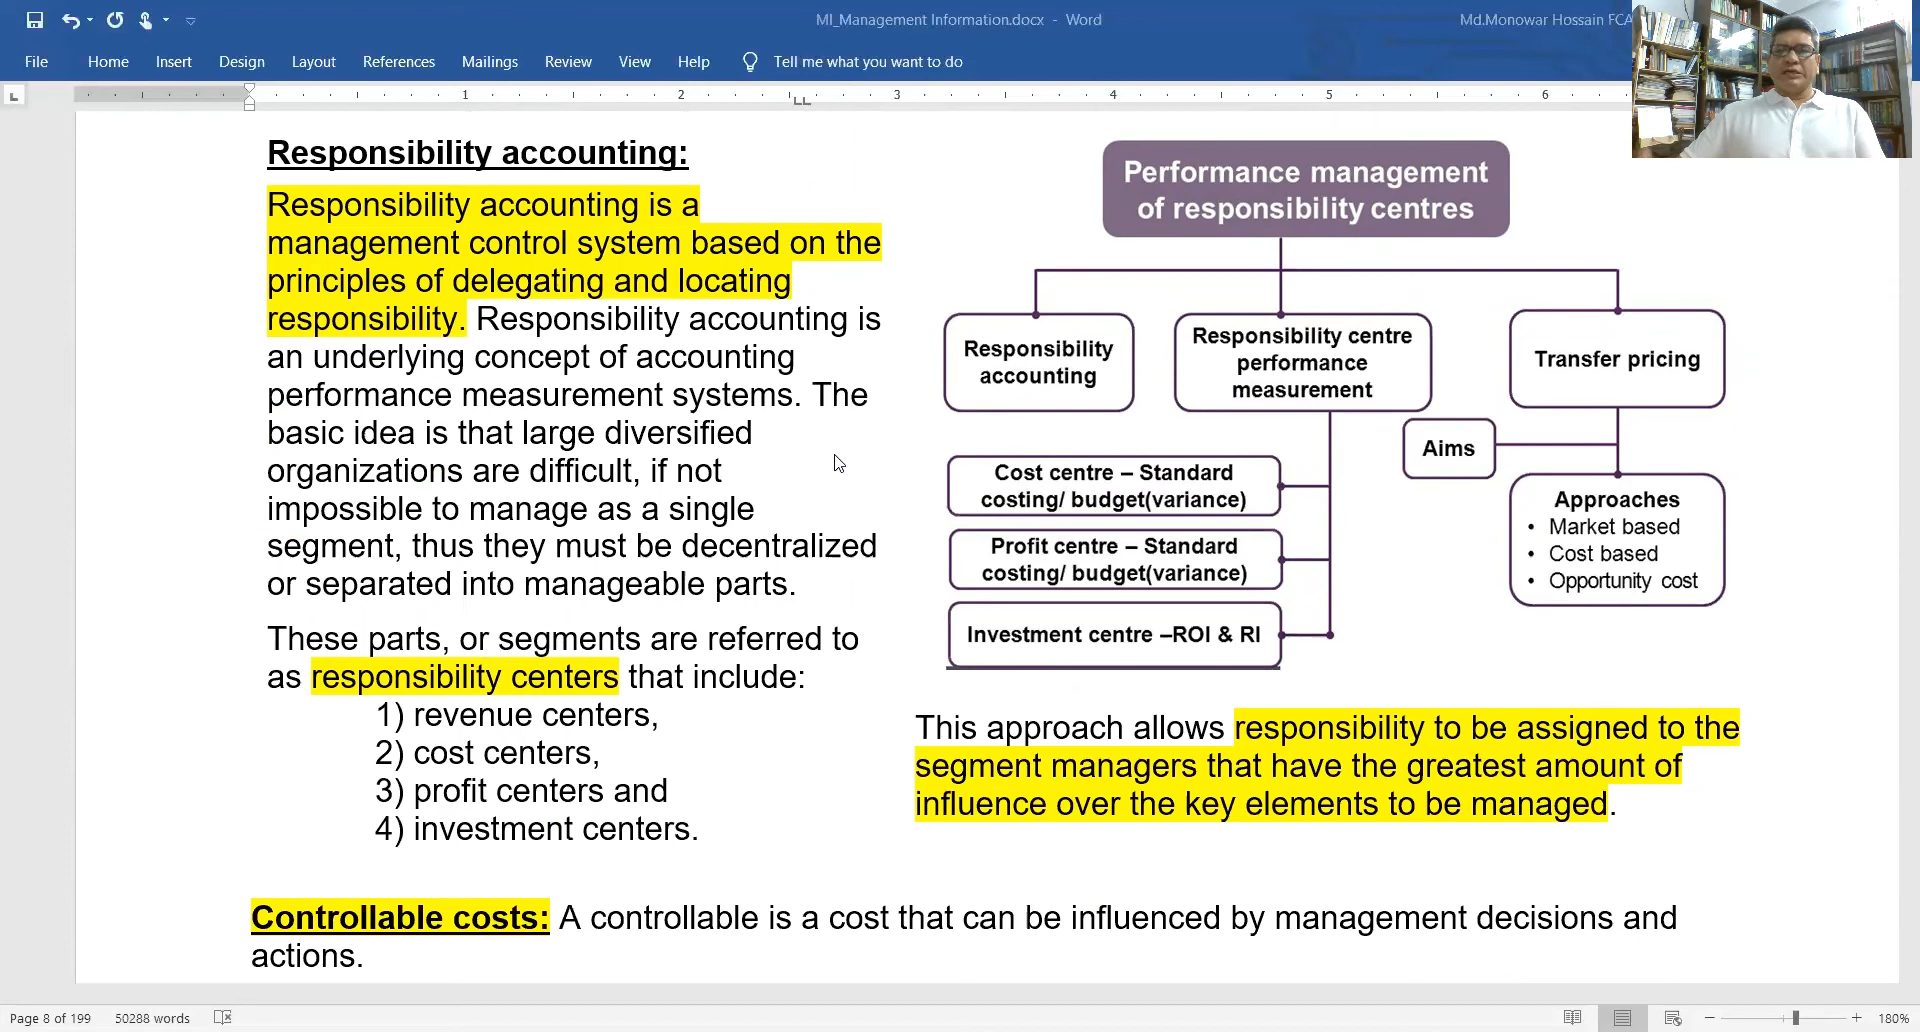 MI_Management Information.docx - Word
Md.Monowar Hossain FCA
File Home Insert Design Layout References Mailings Review View Help Tell me what you want to do
1 2 3 4 5 6
Responsibility accounting:
Responsibility accounting is a
management control system based on the
principles of delegating and locating
responsibility. Responsibility accounting is
an underlying concept of accounting
performance measurement systems. The
basic idea is that large diversified
organizations are difficult, if not
impossible to manage as a single
segment, thus they must be decentralized
or separated into manageable parts.
These parts, or segments are referred to
as responsibility centers that include:
1) revenue centers,
2) cost centers,
3) profit centers and
4) investment centers.
Performance management
of responsibility centres
Responsibility
accounting
Responsibility centre
performance
measurement
Transfer pricing
Aims
Cost centre – Standard
costing/ budget(variance)
Profit centre – Standard
costing/ budget(variance)
Investment centre –ROI & RI
Approaches
• Market based
• Cost based
• Opportunity cost
This approach allows responsibility to be assigned to the
segment managers that have the greatest amount of
influence over the key elements to be managed.
Controllable costs: A controllable is a cost that can be influenced by management decisions and
actions.
Page 8 of 199 50288 words
180%